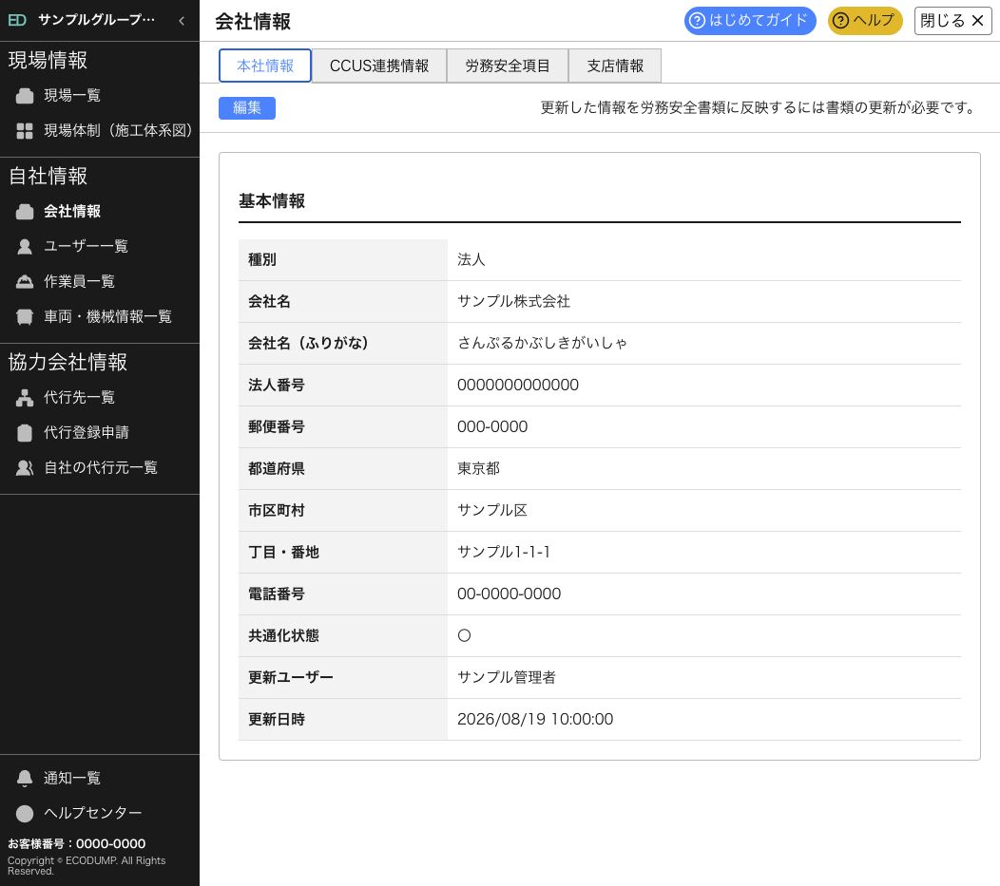 ED サンプルグループ…
現場情報
現場一覧
現場体制（施工体系図）
自社情報
会社情報
ユーザー一覧
作業員一覧
車両・機械情報一覧
協力会社情報
代行先一覧
代行登録申請
自社の代行元一覧
通知一覧
ヘルプセンター
お客様番号：0000-0000
Copyright © ECODUMP. All Rights
Reserved.
会社情報
? はじめてガイド
? ヘルプ
閉じる ✕
本社情報 CCUS連携情報 労務安全項目 支店情報
編集
更新した情報を労務安全書類に反映するには書類の更新が必要です。
基本情報
種別 法人
会社名 サンプル株式会社
会社名（ふりがな） さんぷるかぶしきがいしゃ
法人番号 0000000000000
郵便番号 000-0000
都道府県 東京都
市区町村 サンプル区
丁目・番地 サンプル1-1-1
電話番号 00-0000-0000
共通化状態 〇
更新ユーザー サンプル管理者
更新日時 2026/08/19 10:00:00